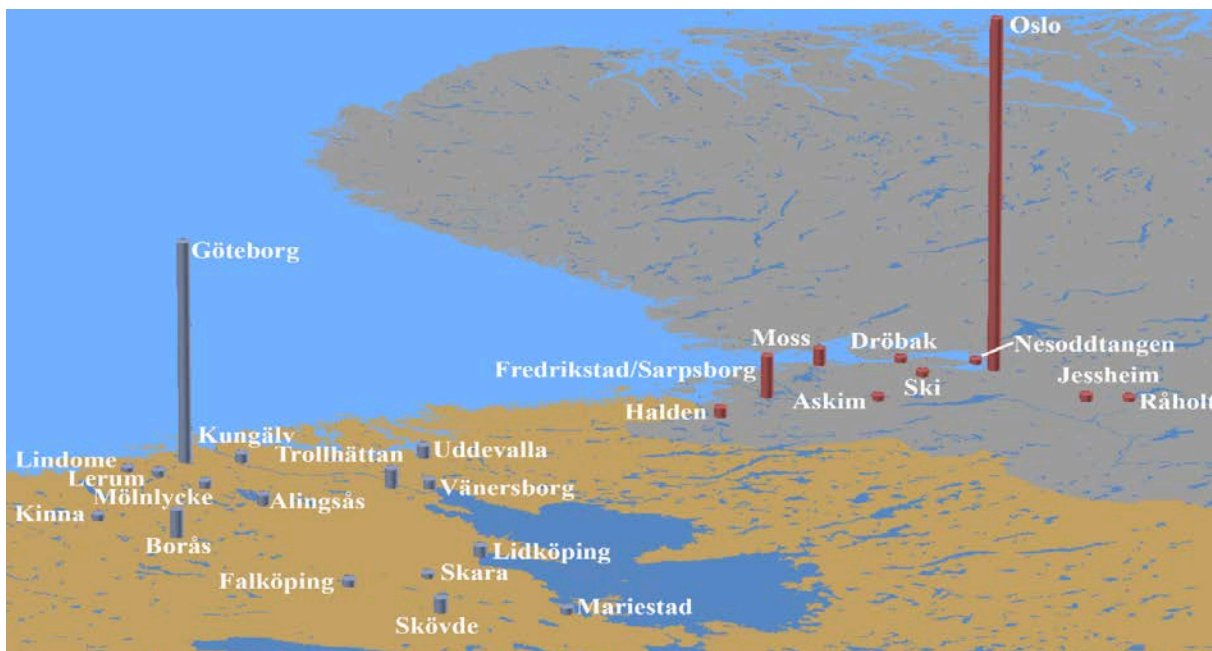 Oslo
Göteborg
Moss
Dröbak
Nesoddtangen
Fredrikstad/Sarpsborg
Ski
Jessheim
Halden
Askim
Råholt
Kungälv
Lindome
Trollhättan
Uddevalla
Lerum
Mölnlycke
Vänersborg
Kinna
Alingsås
Borås
Lidköping
Falköping
Skara
Mariestad
Skövde